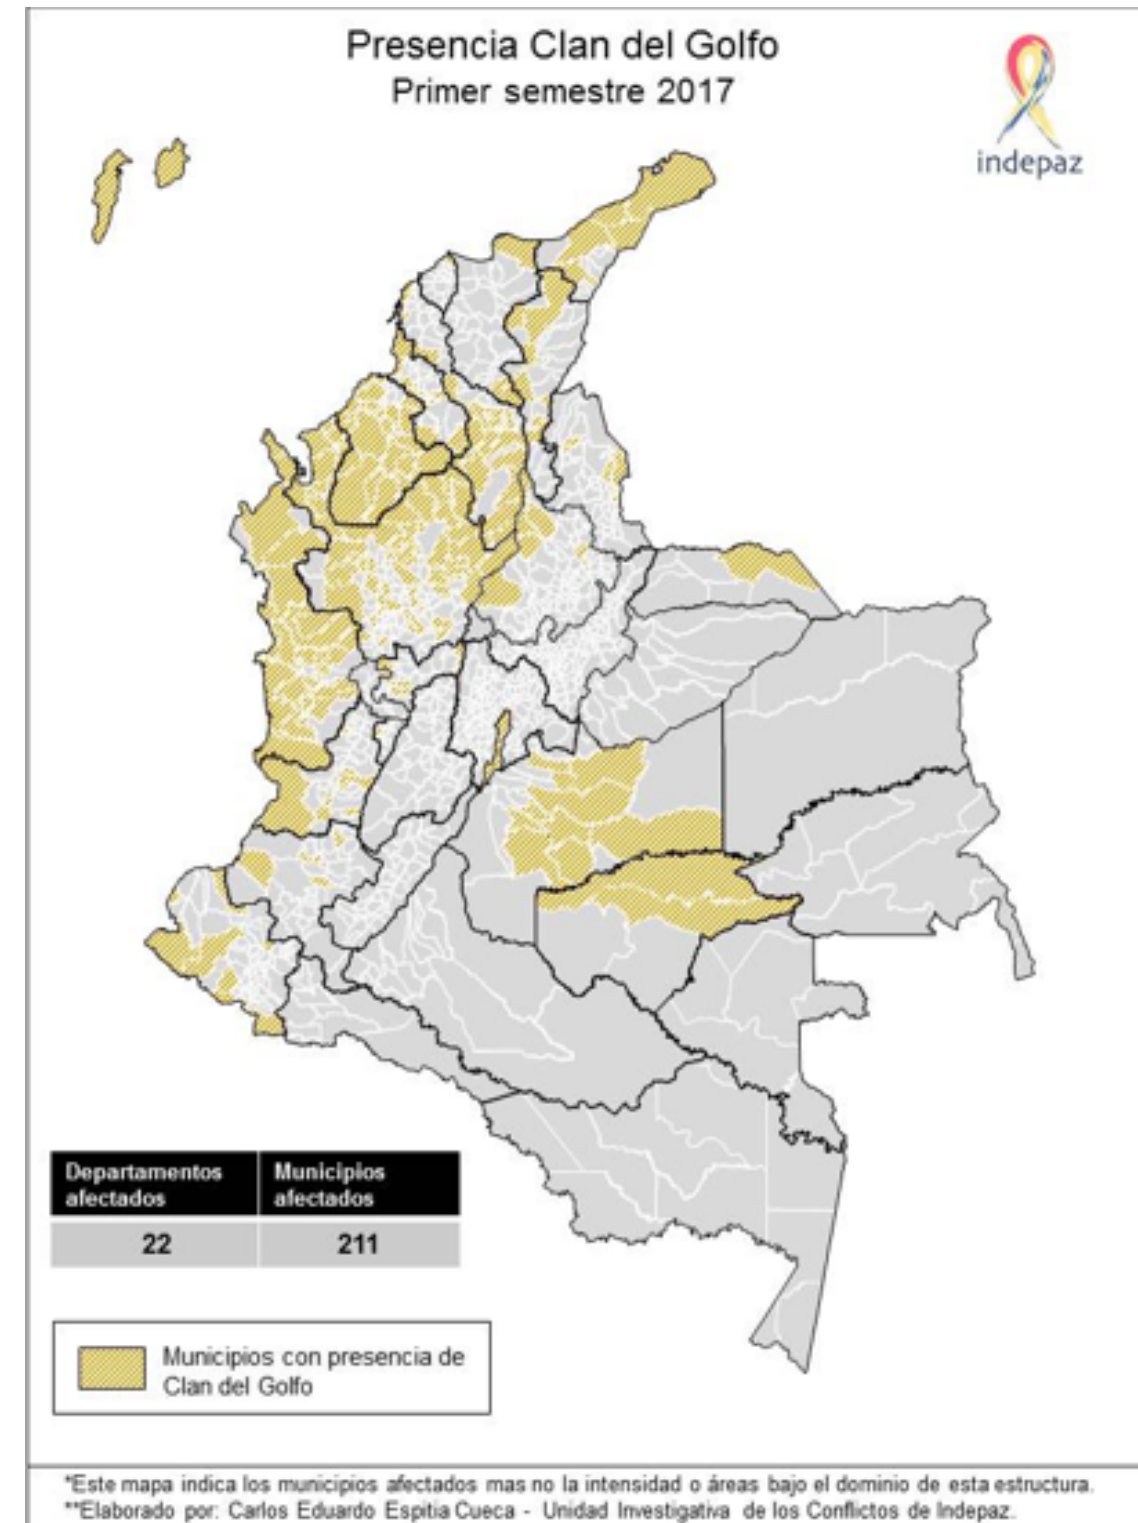 Presencia Clan del Golfo
Primer semestre 2017
indepaz
Departamentos afectados
Municipios afectados
22
211
Municipios con presencia de
Clan del Golfo
*Este mapa indica los municipios afectados mas no la intensidad o áreas bajo el dominio de esta estructura.
**Elaborado por: Carlos Eduardo Espitia Cueca - Unidad Investigativa de los Conflictos de Indepaz.